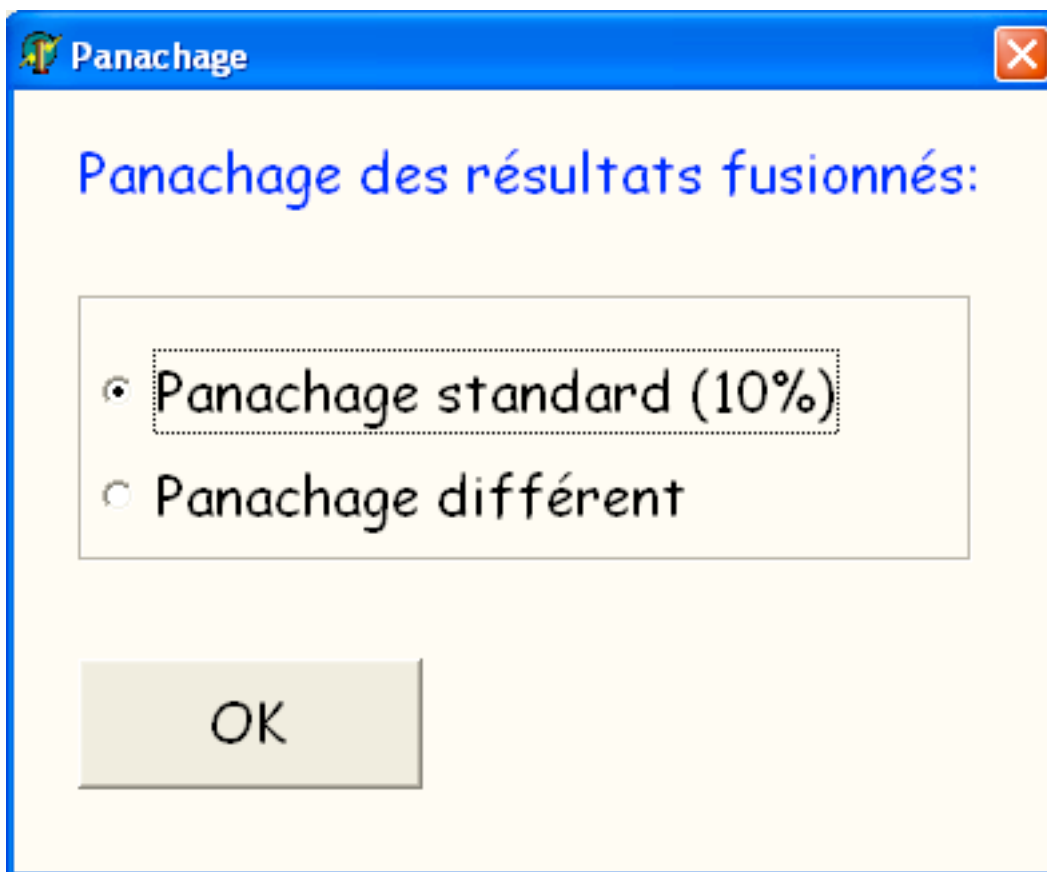 Panachage
Panachage des résultats fusionnés:
Panachage standard (10%)
Panachage différent
OK